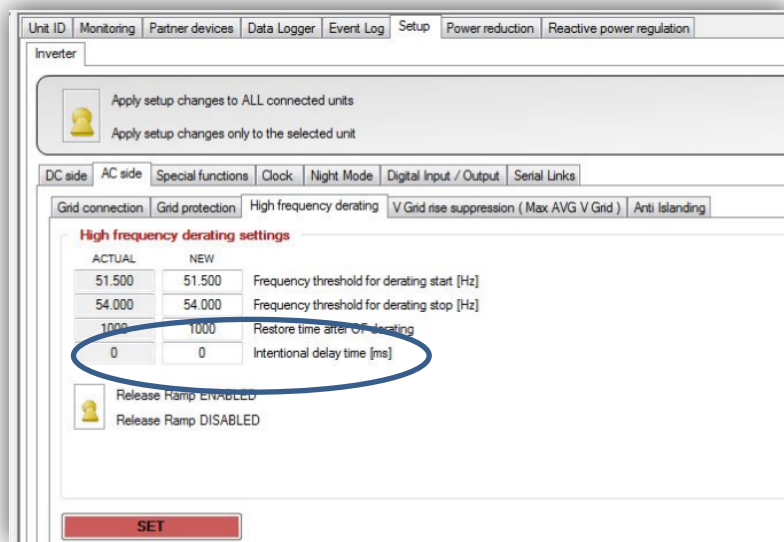 Unit ID Monitoring Partner devices Data Logger Event Log Setup Power reduction Reactive power regulation
Inverter
Apply setup changes to ALL connected units
Apply setup changes only to the selected unit
DC side AC side Special functions Clock Night Mode Digital Input / Output Serial Links
Grid connection Grid protection High frequency derating V Grid rise suppression ( Max AVG V Grid ) Anti Islanding
High frequency derating settings
ACTUAL NEW
51.500 51.500 Frequency threshold for derating start [Hz]
54.000 54.000 Frequency threshold for derating stop [Hz]
1000 1000 Restore time after OF derating
0 0 Intentional delay time [ms]
Release Ramp ENABLED
Release Ramp DISABLED
SET